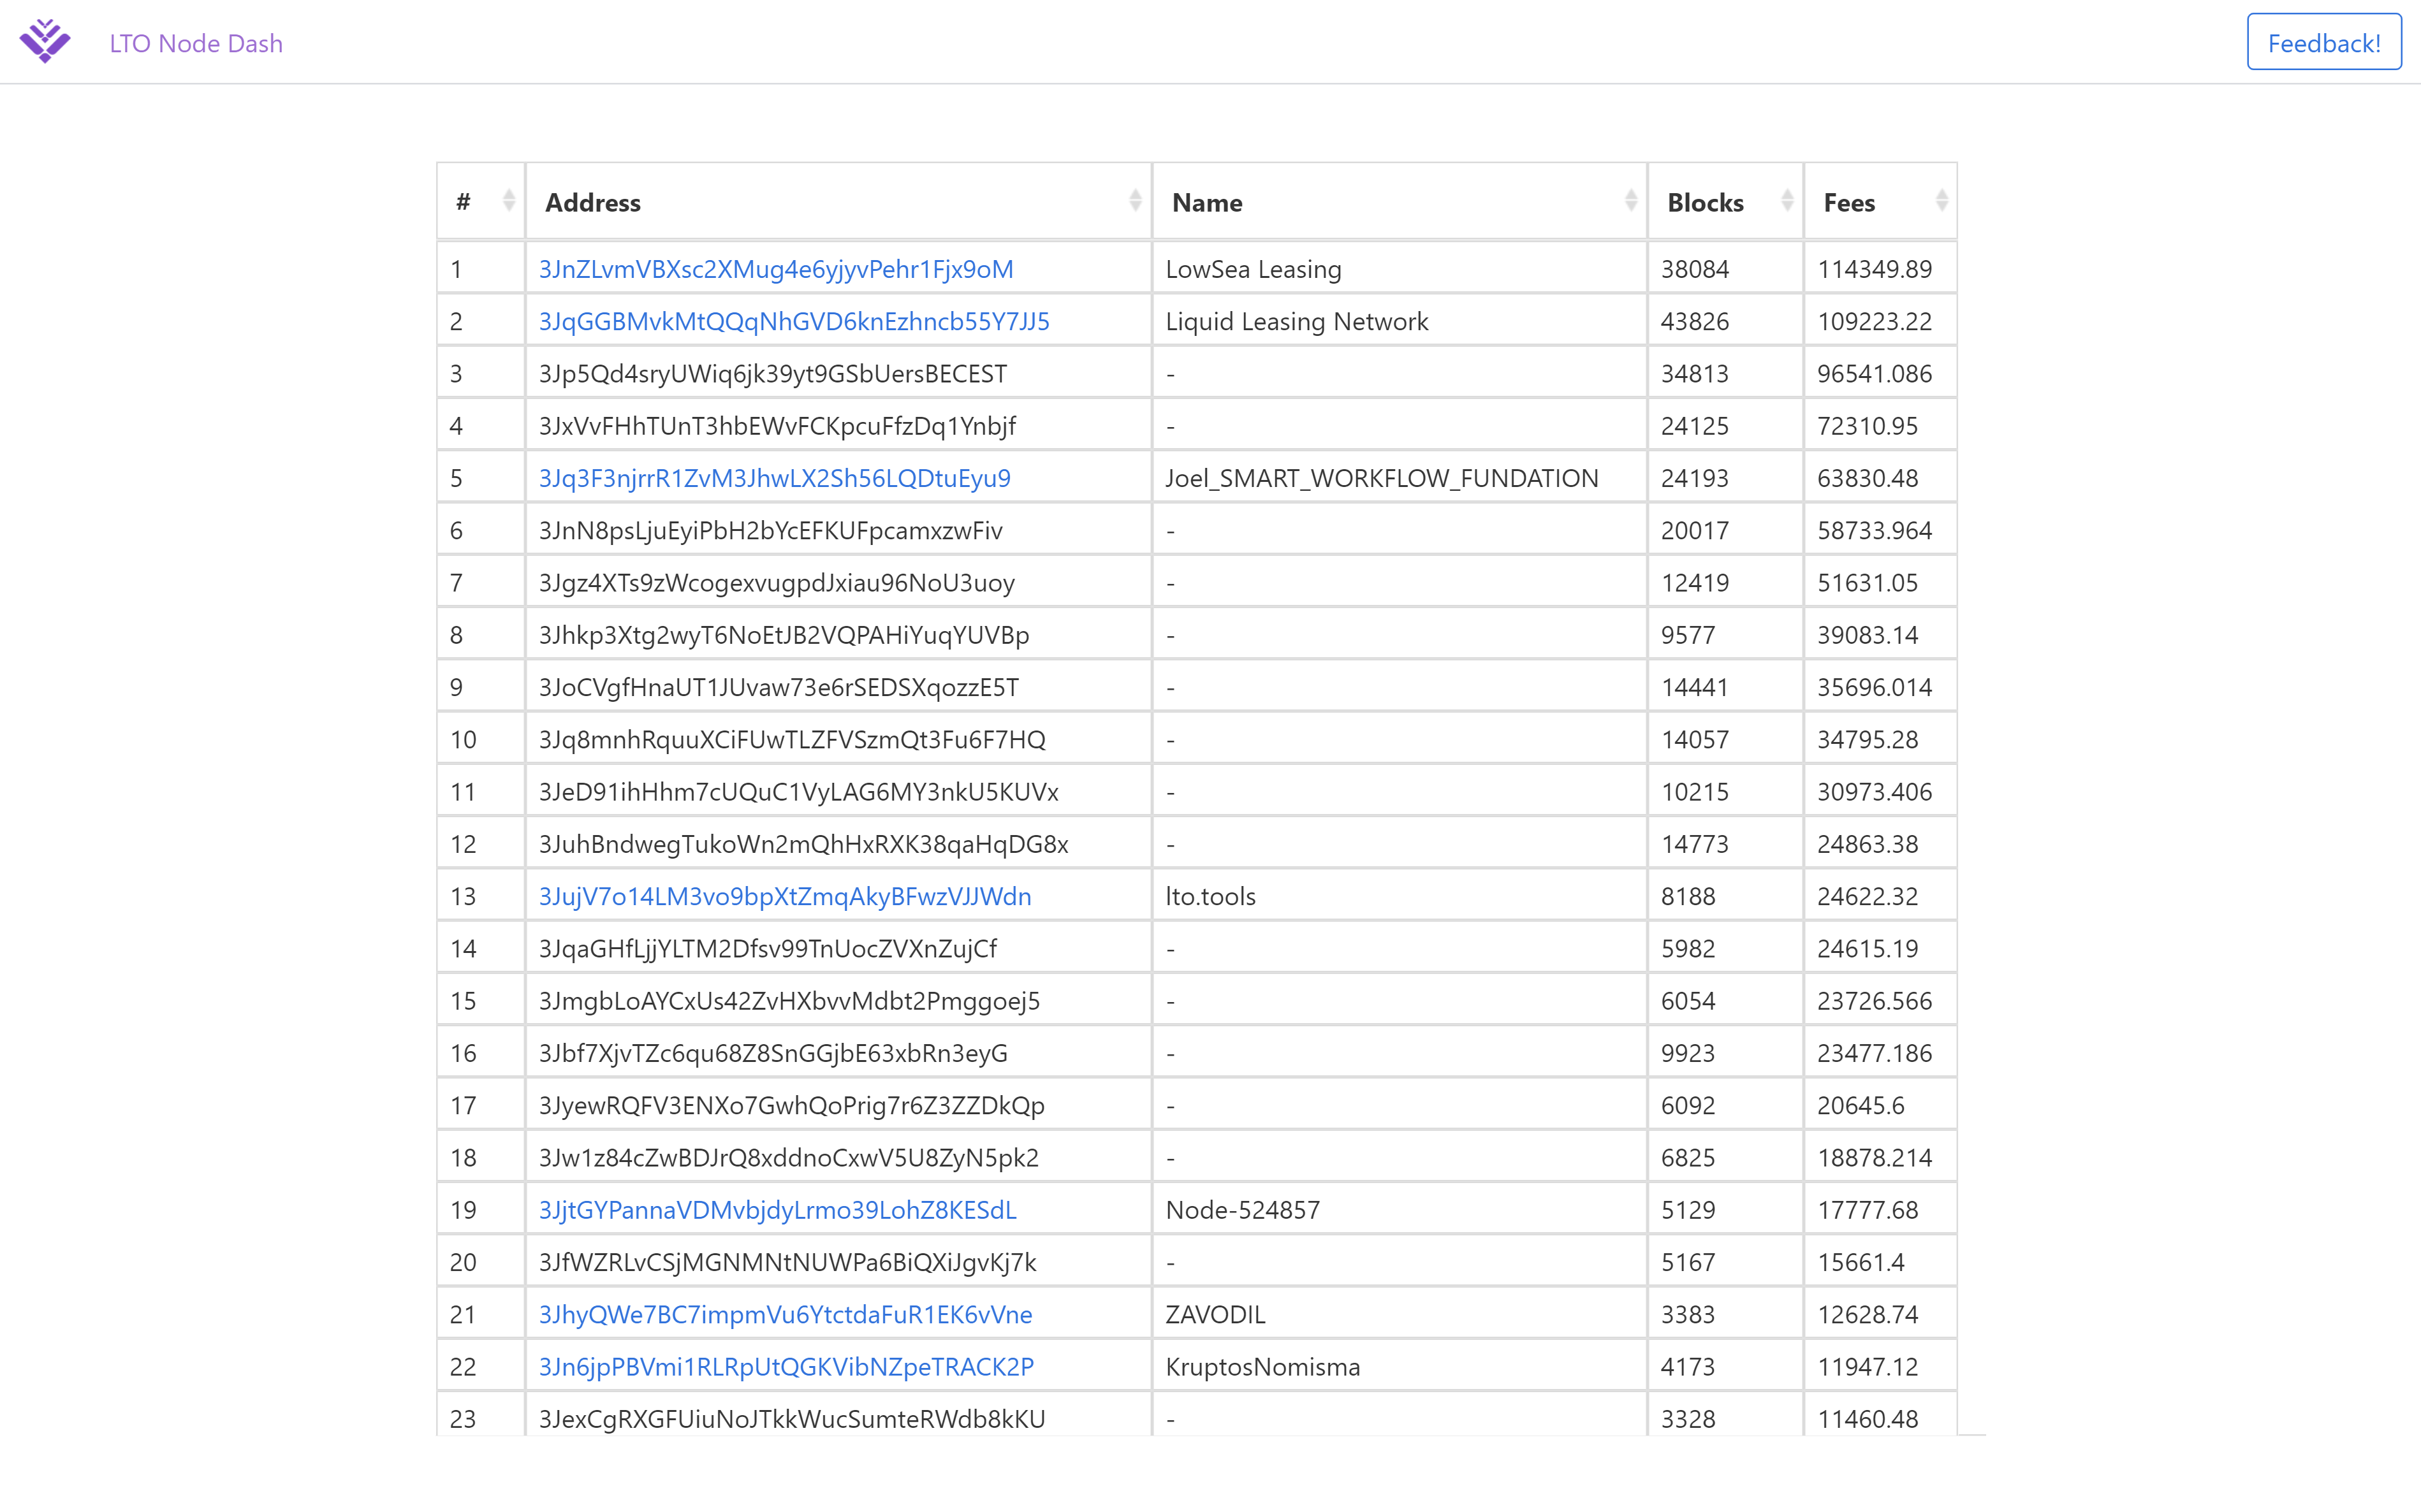 LTO Node Dash Feedback!
# Address Name Blocks Fees
1 3JnZLvmVBXsc2XMug4e6yjyvPehr1Fjx9oM LowSea Leasing 38084 114349.89
2 3JqGGBMvkMtQQqNhGVD6knEzhncb55Y7JJ5 Liquid Leasing Network 43826 109223.22
3 3Jp5Qd4sryUWiq6jk39yt9GSbUersBECEST - 34813 96541.086
4 3JxVvFHhTUnT3hbEWvFCKpcuFfzDq1Ynbjf - 24125 72310.95
5 3Jq3F3njrrR1ZvM3JhwLX2Sh56LQDtuEyu9 Joel_SMART_WORKFLOW_FUNDATION 24193 63830.48
6 3JnN8psLjuEyiPbH2bYcEFKUFpcamxzwFiv - 20017 58733.964
7 3Jgz4XTs9zWcogexvugpdJxiau96NoU3uoy - 12419 51631.05
8 3Jhkp3Xtg2wyT6NoEtJB2VQPAHiYuqYUVBp - 9577 39083.14
9 3JoCVgfHnaUT1JUvaw73e6rSEDSXqozzE5T - 14441 35696.014
10 3Jq8mnhRquuXCiFUwTLZFVSzmQt3Fu6F7HQ - 14057 34795.28
11 3JeD91ihHhm7cUQuC1VyLAG6MY3nkU5KUVx - 10215 30973.406
12 3JuhBndwegTukoWn2mQhHxRXK38qaHqDG8x - 14773 24863.38
13 3JujV7o14LM3vo9bpXtZmqAkyBFwzVJJWdn lto.tools 8188 24622.32
14 3JqaGHfLjjYLTM2Dfsv99TnUocZVXnZujCf - 5982 24615.19
15 3JmgbLoAYCxUs42ZvHXbvvMdbt2Pmggoej5 - 6054 23726.566
16 3Jbf7XjvTZc6qu68Z8SnGGjbE63xbRn3eyG - 9923 23477.186
17 3JyewRQFV3ENXo7GwhQoPrig7r6Z3ZZDkQp - 6092 20645.6
18 3Jw1z84cZwBDJrQ8xddnoCxwV5U8ZyN5pk2 - 6825 18878.214
19 3JjtGYPannaVDMvbjdyLrmo39LohZ8KESdL Node-524857 5129 17777.68
20 3JfWZRLvCSjMGNMNtNUWPa6BiQXiJgvKj7k - 5167 15661.4
21 3JhyQWe7BC7impmVu6YtctdaFuR1EK6vVne ZAVODIL 3383 12628.74
22 3Jn6jpPBVmi1RLRpUtQGKVibNZpeTRACK2P KruptosNomisma 4173 11947.12
23 3JexCgRXGFUiuNoJTkkWucSumteRWdb8kKU - 3328 11460.48